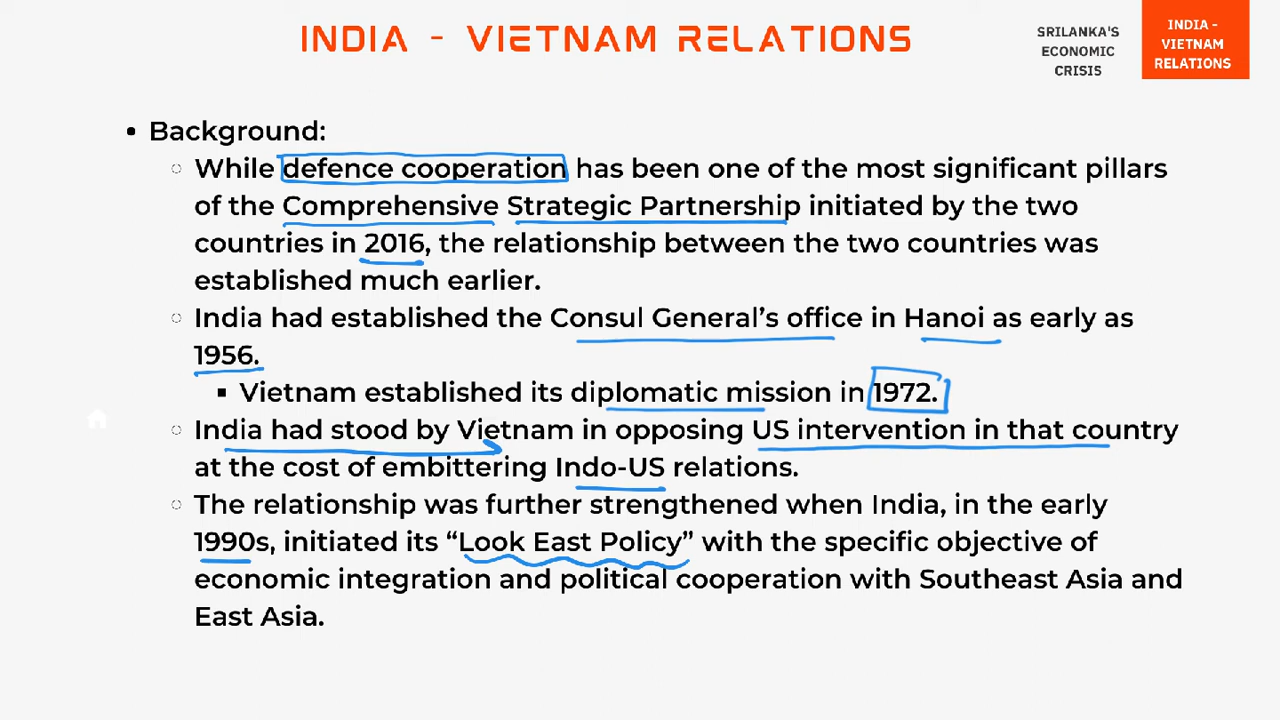 INDIA - VIETNAM RELATIONS
SRILANKA'S
ECONOMIC
CRISIS
INDIA -
VIETNAM
RELATIONS
• Background:
While defence cooperation has been one of the most significant pillars
of the Comprehensive Strategic Partnership initiated by the two
countries in 2016, the relationship between the two countries was
established much earlier.
India had established the Consul General's office in Hanoi as early as
1956.
Vietnam established its diplomatic mission in 1972.
India had stood by Vietnam in opposing US intervention in that country
at the cost of embittering Indo-US relations.
The relationship was further strengthened when India, in the early
1990s, initiated its “Look East Policy” with the specific objective of
economic integration and political cooperation with Southeast Asia and
East Asia.